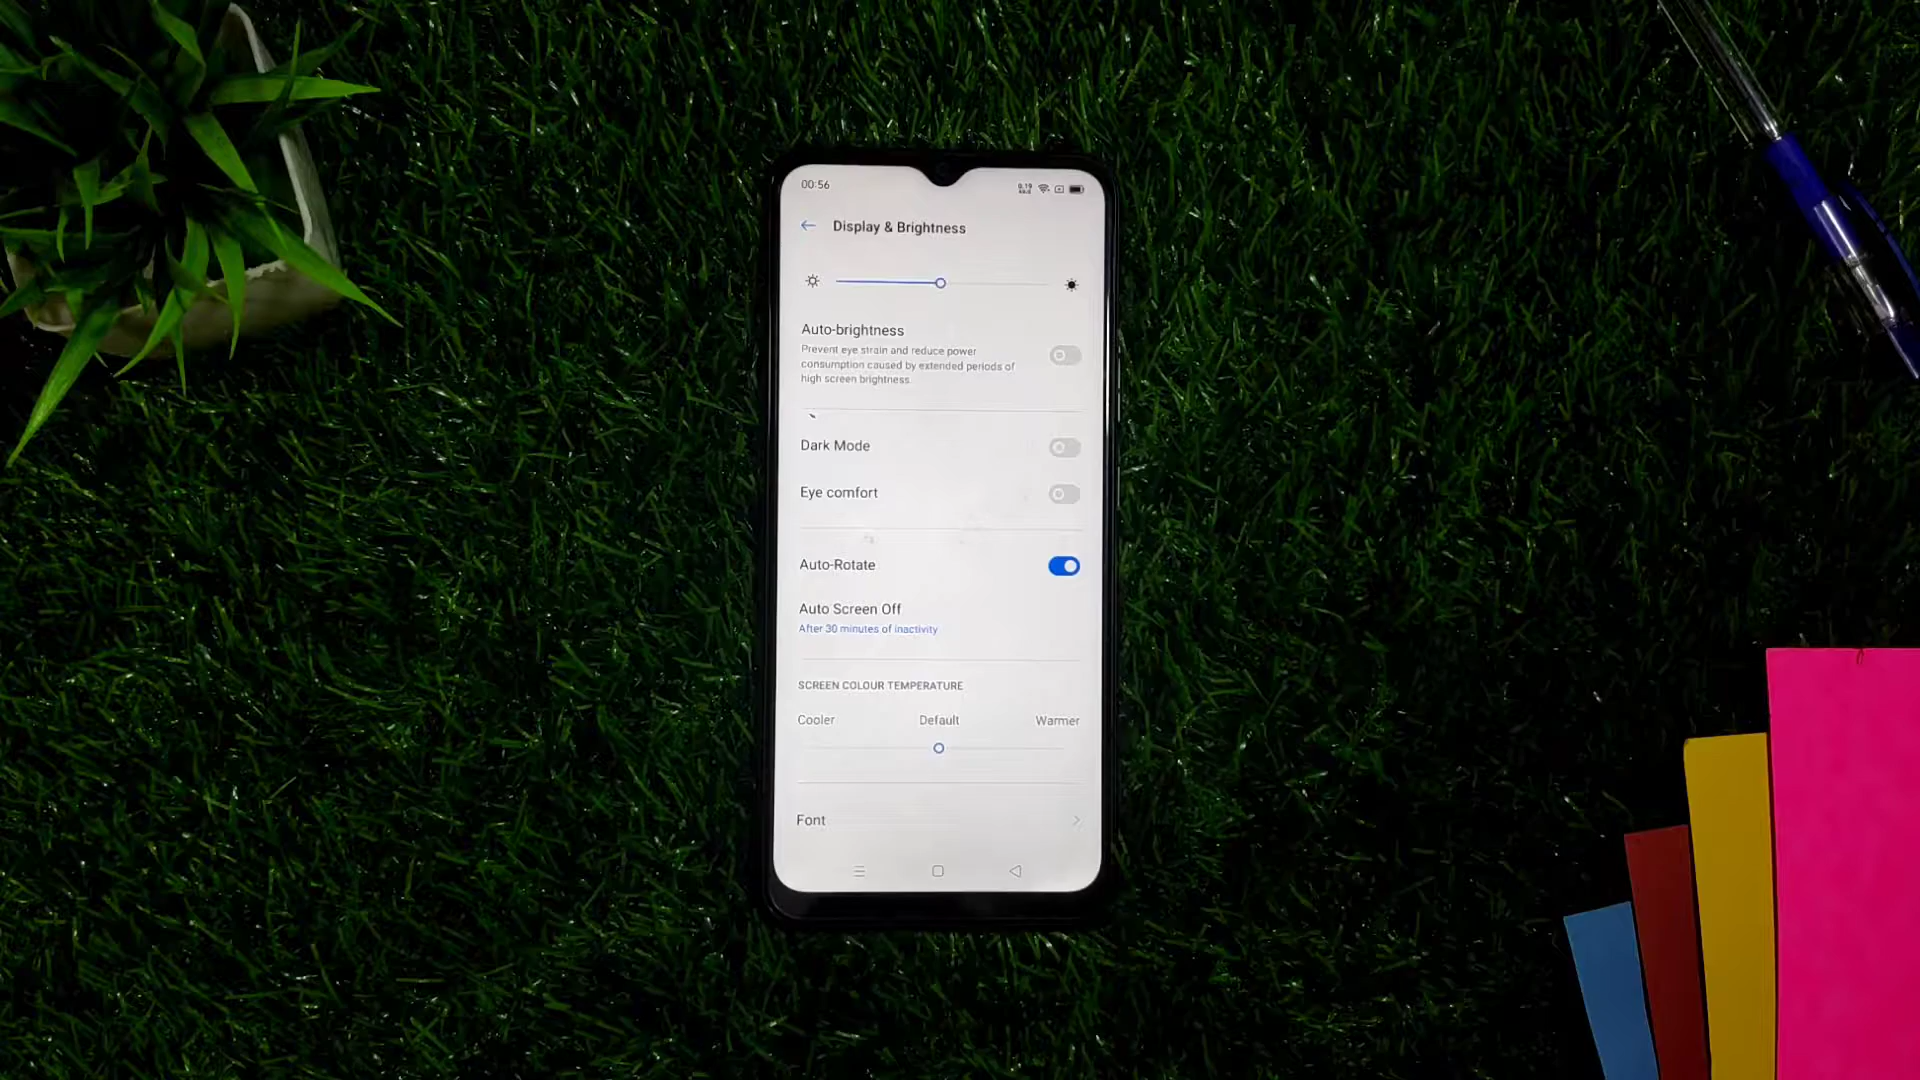 00:56
0.19
Display & Brightness
Auto-brightness
Prevent eye strain and reduce power
consumption caused by extended periods of
high screen brightness.
Dark Mode
Eye comfort
Auto-Rotate
Auto Screen Off
After 30 minutes of inactivity
SCREEN COLOUR TEMPERATURE
Cooler Default Warmer
Font